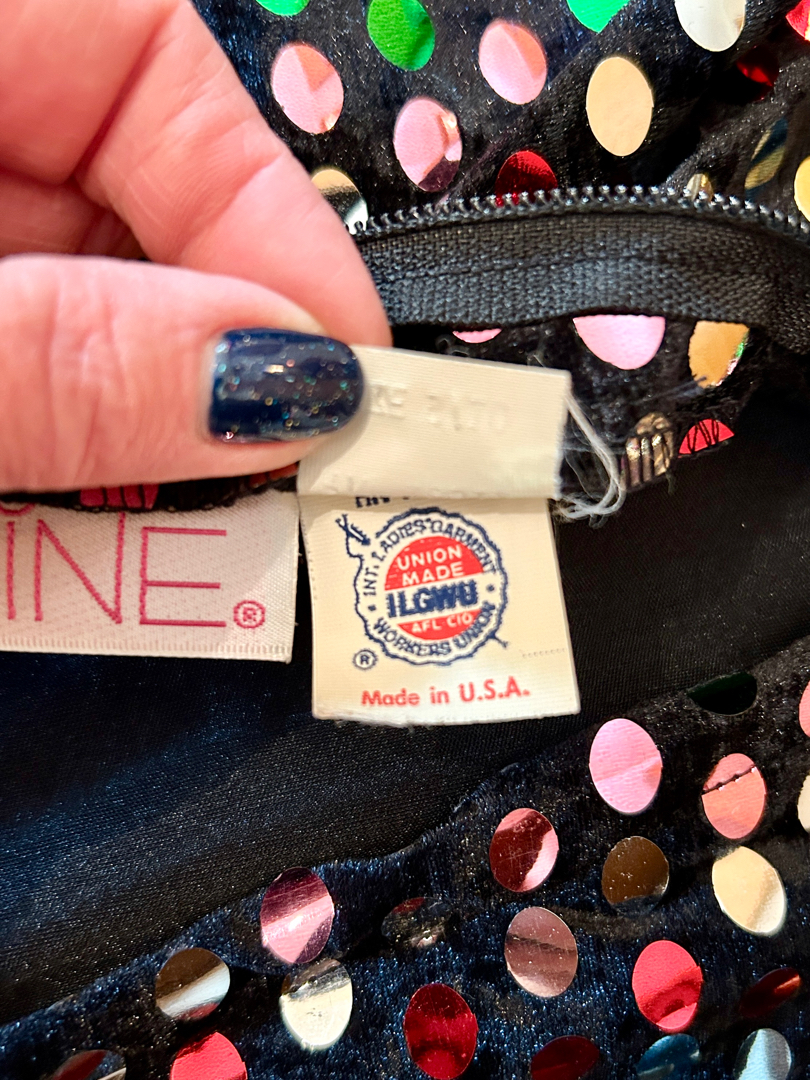 INE®
INT. LADIES' GARMENT
WORKERS UNION
UNION
MADE
ILGWU
AFL CIO
®
Made in U.S.A.